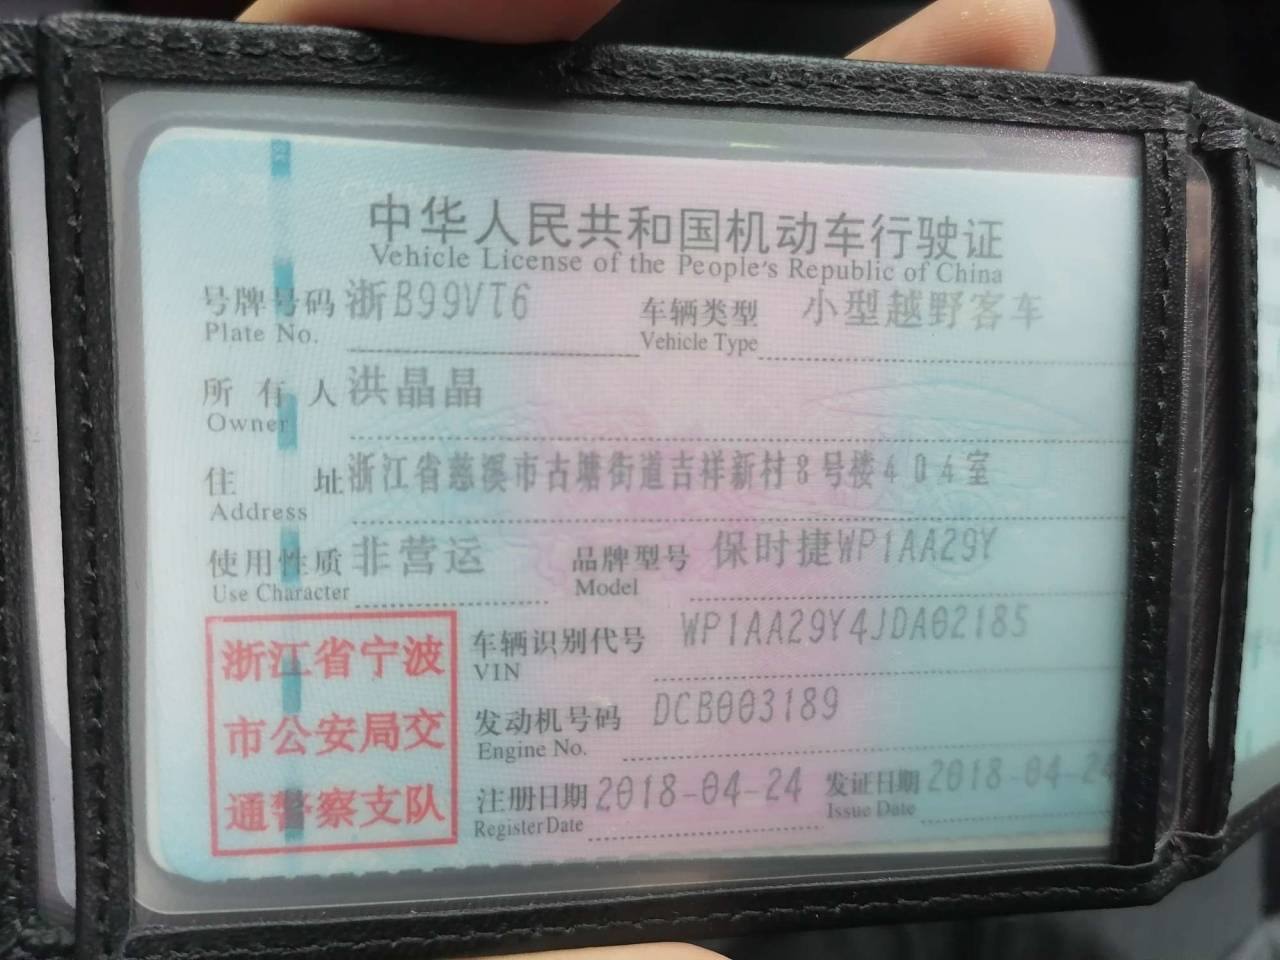 中华人民共和国机动车行驶证
Vehicle License of the People's Republic of China
号牌号码 浙B99VT6 车辆类型 小型越野客车
Plate No. Vehicle Type
所有人 洪晶晶
Owner
住址 浙江省慈溪市古塘街道吉祥新村8号楼404室
Address
使用性质 非营运 品牌型号 保时捷WP1AA29Y
Use Character Model
浙江省宁波
市公安局交
通警察支队
车辆识别代号 WP1AA29Y4JDA02185
VIN
发动机号码 DCB003189
Engine No.
注册日期 2018-04-24 发证日期 2018-04-24
Register Date Issue Date